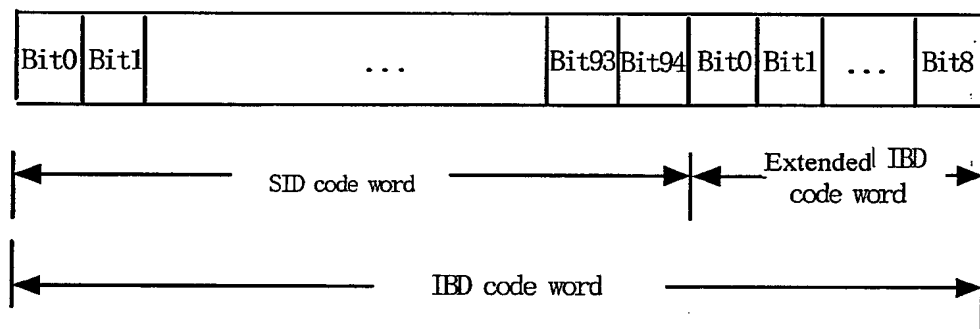 Bit0 Bit1 ... Bit93 Bit94 Bit0 Bit1 ... Bit8
SID code word
Extended IBD
code word
IBD code word